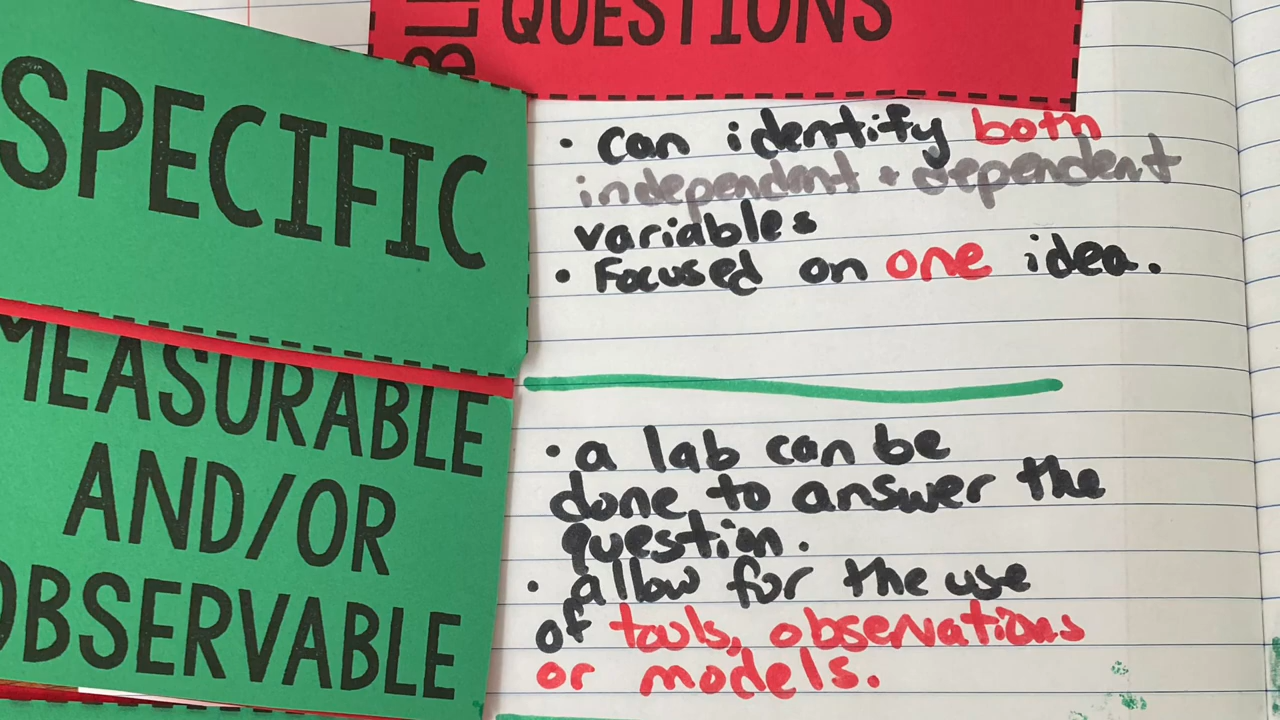 QUESTIONS
SPECIFIC
• can identify both
independent + dependent
variables
• Focused on one idea.
MEASURABLE
AND/OR
OBSERVABLE
• a lab can be
done to answer the
question.
• allow for the use
of tools, observations
or models.